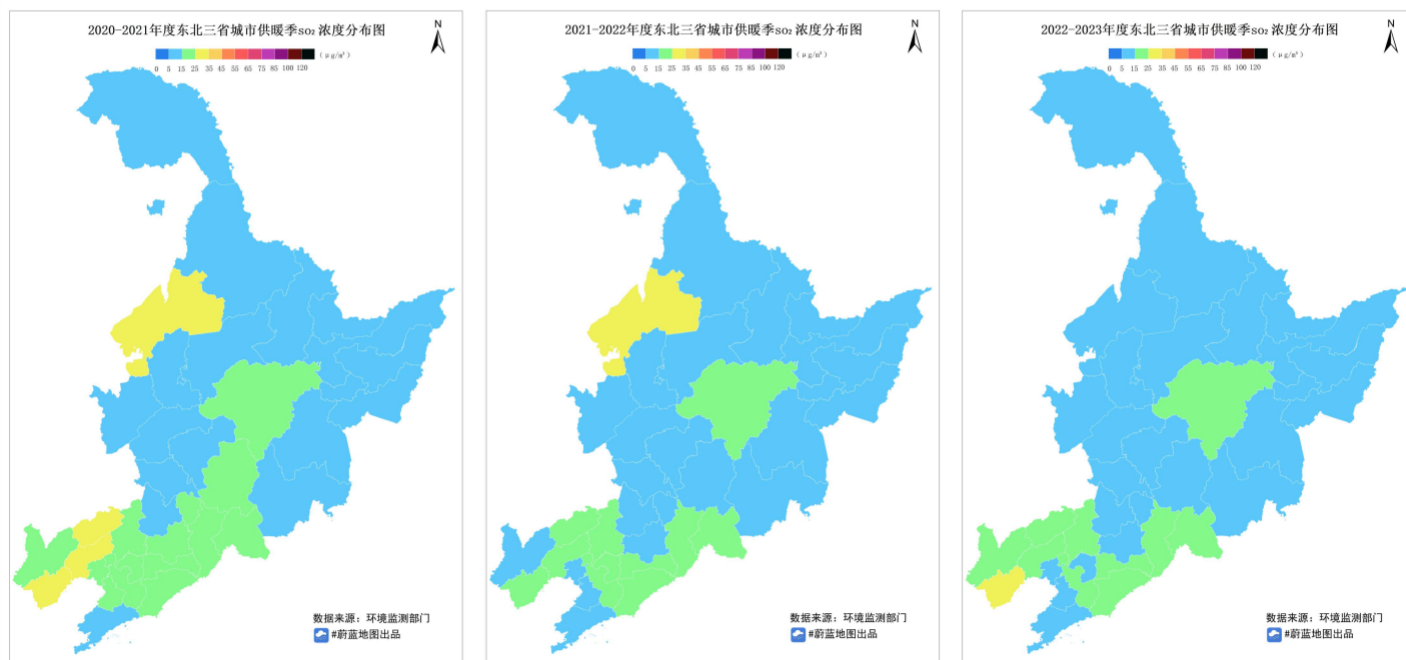 2020-2021年度东北三省城市供暖季so₂ 浓度分布图
N
(μg/m³)
0 5 15 25 35 45 55 65 75 85 100 120
数据来源：环境监测部门
#蔚蓝地图出品
2021-2022年度东北三省城市供暖季so₂ 浓度分布图
N
(μg/m³)
0 5 15 25 35 45 55 65 75 85 100 120
数据来源：环境监测部门
#蔚蓝地图出品
2022-2023年度东北三省城市供暖季so₂ 浓度分布图
N
(μg/m³)
0 5 15 25 35 45 55 65 75 85 100 120
数据来源：环境监测部门
#蔚蓝地图出品